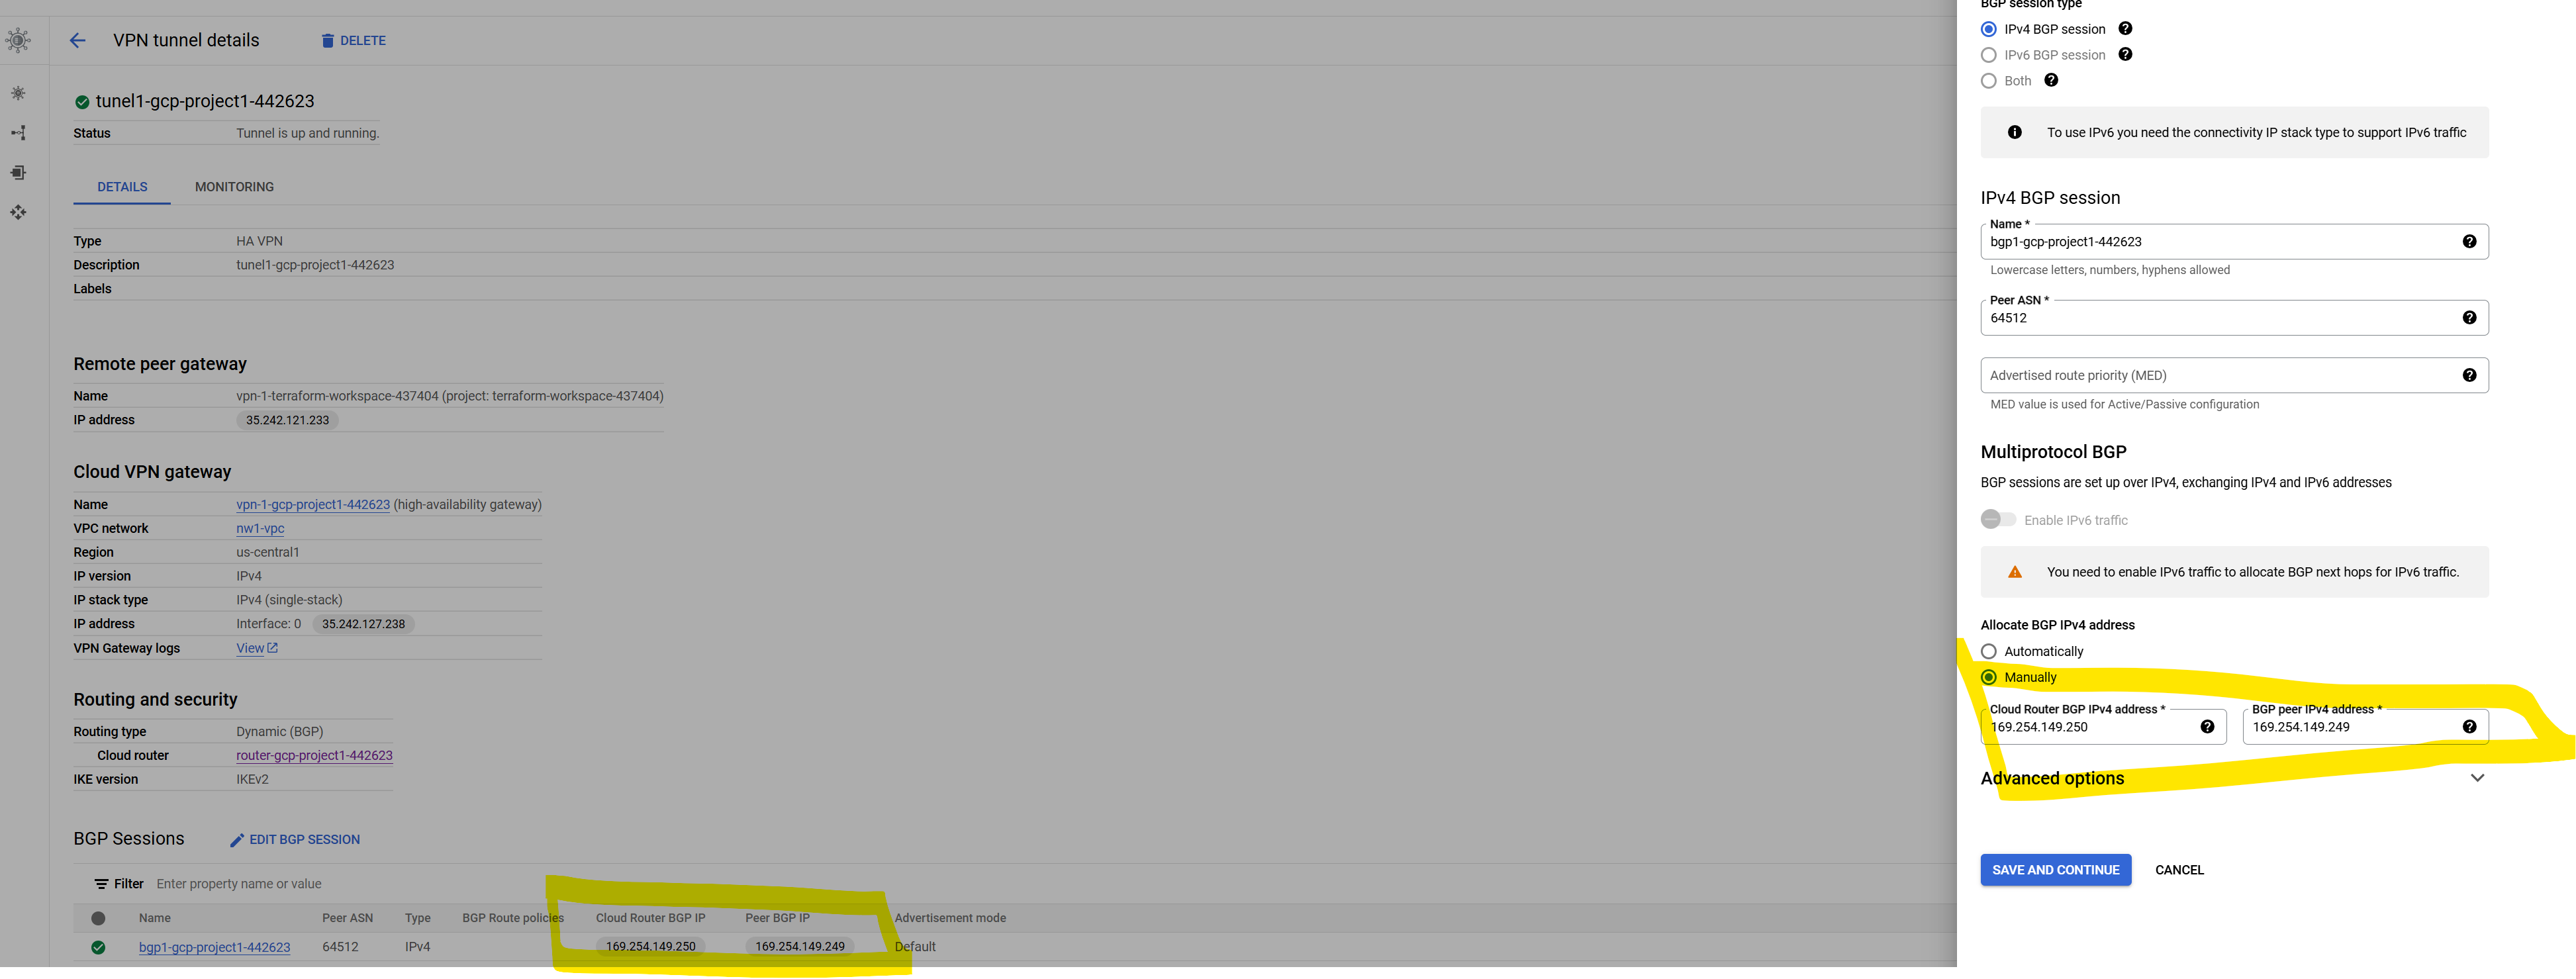 VPN tunnel details
DELETE
tunel1-gcp-project1-442623
Status Tunnel is up and running.
DETAILS MONITORING
Type HA VPN
Description tunel1-gcp-project1-442623
Labels
Remote peer gateway
Name vpn-1-terraform-workspace-437404 (project: terraform-workspace-437404)
IP address 35.242.121.233
Cloud VPN gateway
Name vpn-1-gcp-project1-442623 (high-availability gateway)
VPC network nw1-vpc
Region us-central1
IP version IPv4
IP stack type IPv4 (single-stack)
IP address Interface: 0 35.242.127.238
VPN Gateway logs View
Routing and security
Routing type Dynamic (BGP)
Cloud router router-gcp-project1-442623
IKE version IKEv2
BGP Sessions EDIT BGP SESSION
Filter Enter property name or value
Name Peer ASN Type BGP Route policies Cloud Router BGP IP Peer BGP IP Advertisement mode
bgp1-gcp-project1-442623 64512 IPv4 169.254.149.250 169.254.149.249 Default
BGP session type
IPv4 BGP session
IPv6 BGP session
Both
To use IPv6 you need the connectivity IP stack type to support IPv6 traffic
IPv4 BGP session
Name *
bgp1-gcp-project1-442623
Lowercase letters, numbers, hyphens allowed
Peer ASN *
64512
Advertised route priority (MED)
MED value is used for Active/Passive configuration
Multiprotocol BGP
BGP sessions are set up over IPv4, exchanging IPv4 and IPv6 addresses
Enable IPv6 traffic
You need to enable IPv6 traffic to allocate BGP next hops for IPv6 traffic.
Allocate BGP IPv4 address
Automatically
Manually
Cloud Router BGP IPv4 address * BGP peer IPv4 address *
169.254.149.250 169.254.149.249
Advanced options
SAVE AND CONTINUE CANCEL